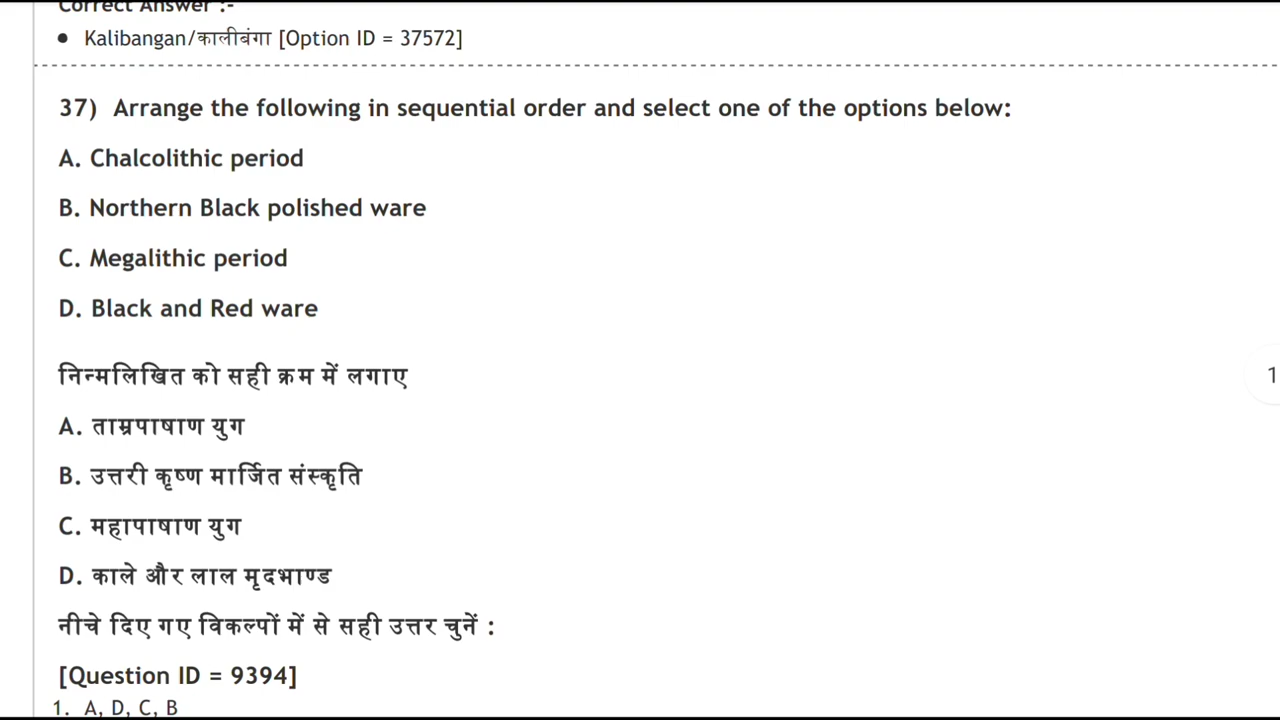 Correct Answer :-
• Kalibangan/कालीबंगा [Option ID = 37572]
37) Arrange the following in sequential order and select one of the options below:
A. Chalcolithic period
B. Northern Black polished ware
C. Megalithic period
D. Black and Red ware
निन्मलिखित को सही क्रम में लगाए
A. ताम्रपाषाण युग
B. उत्तरी कृष्ण मार्जित संस्कृति
C. महापाषाण युग
D. काले और लाल मृदभाण्ड
नीचे दिए गए विकल्पों में से सही उत्तर चुनें :
1
[Question ID = 9394]
1. A, D, C, B